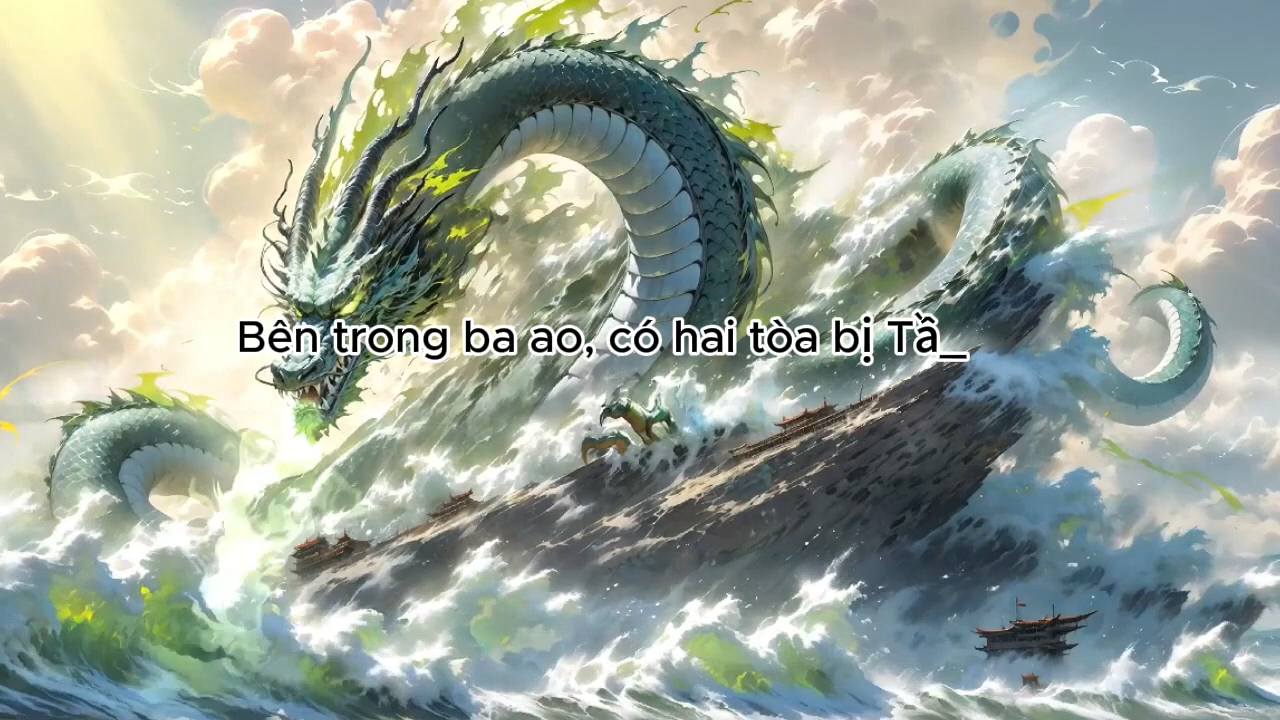 Bên trong ba ao, có hai tòa bị Tầ_